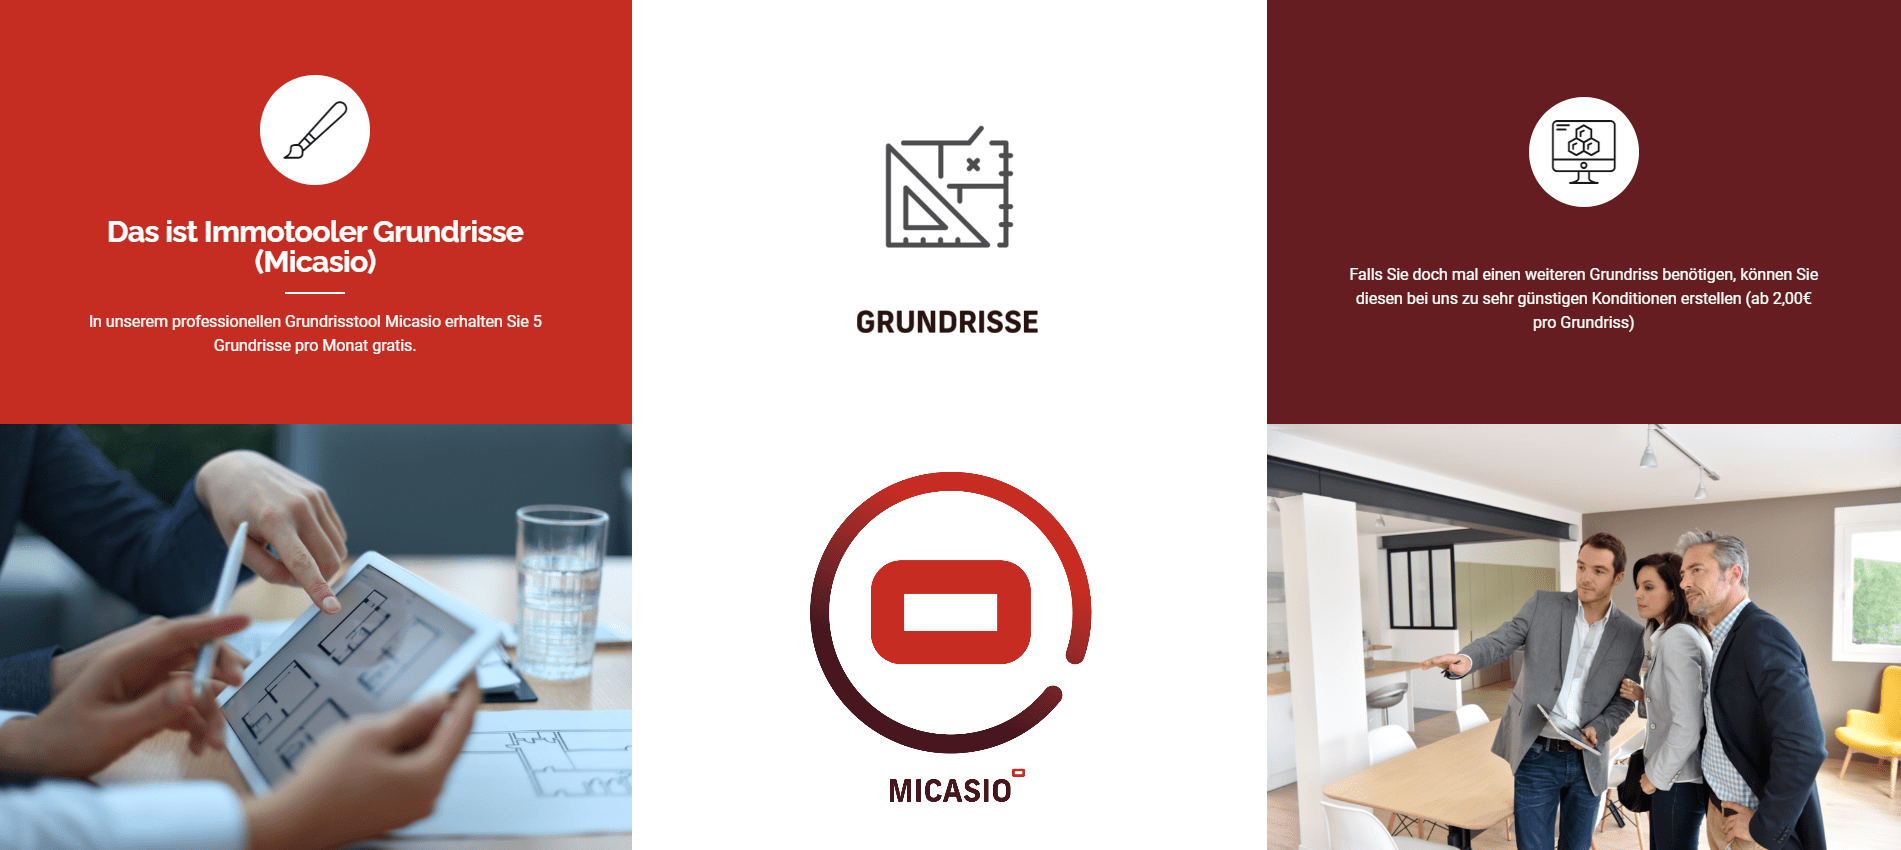 Das ist Immotooler Grundrisse
(Micasio)
In unserem professionellen Grundrisstool Micasio erhalten Sie 5
Grundrisse pro Monat gratis.
GRUNDRISSE
MICASIO
Falls Sie doch mal einen weiteren Grundriss benötigen, können Sie
diesen bei uns zu sehr günstigen Konditionen erstellen (ab 2,00€
pro Grundriss)